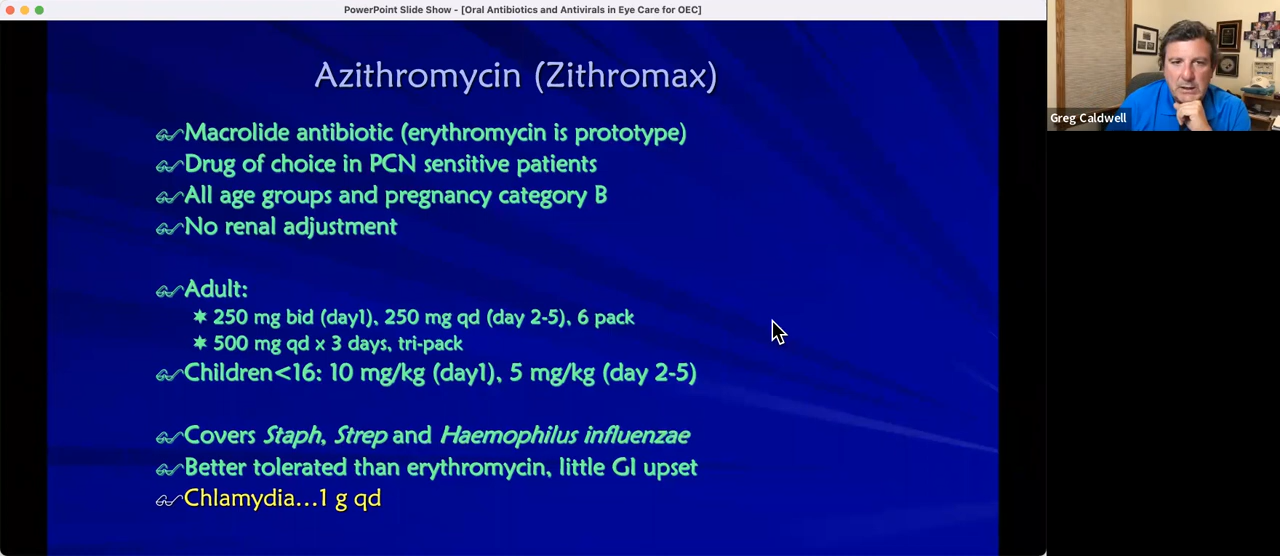 PowerPoint Slide Show - [Oral Antibiotics and Antivirals in Eye Care for OEC]
Azithromycin (Zithromax)
Macrolide antibiotic (erythromycin is prototype)
Drug of choice in PCN sensitive patients
All age groups and pregnancy category B
No renal adjustment
Adult:
250 mg bid (day1), 250 mg qd (day 2-5), 6 pack
500 mg qd x 3 days, tri-pack
Children<16: 10 mg/kg (day1), 5 mg/kg (day 2-5)
Covers Staph, Strep and Haemophilus influenzae
Better tolerated than erythromycin, little GI upset
Chlamydia...1 g qd
Greg Caldwell